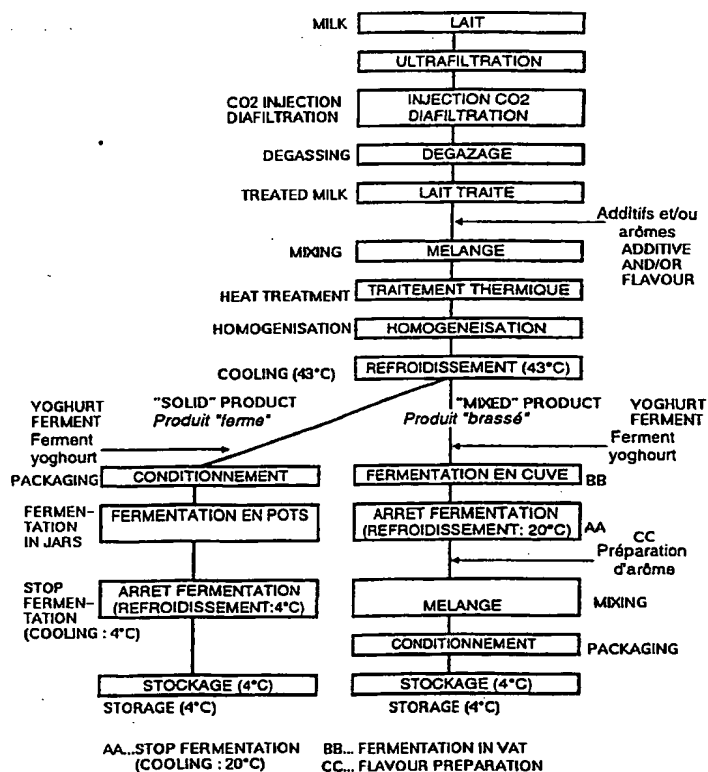 MILK LAIT
ULTRAFILTRATION
CO2 INJECTION
DIAFILTRATION
INJECTION CO2
DIAFILTRATION
DEGASSING DEGAZAGE
TREATED MILK LAIT TRAITE
Additifs et/ou
arômes
ADDITIVE
AND/OR
FLAVOUR
MIXING MELANGE
HEAT TREATMENT TRAITEMENT THERMIQUE
HOMOGENISATION HOMOGENEISATION
COOLING (43°C) REFROIDISSEMENT (43°C)
"SOLID" PRODUCT
Produit "ferme"
"MIXED" PRODUCT
Produit "brassé"
YOGHURT
FERMENT
Ferment
yoghourt
YOGHURT
FERMENT
Ferment
yoghourt
PACKAGING CONDITIONNEMENT
FERMENTATION EN CUVE BB
FERMEN-
TATION
IN JARS
FERMENTATION EN POTS
ARRET FERMENTATION
(REFROIDISSEMENT: 20°C) AA
CC
Préparation
d'arôme
STOP
FERMEN-
TATION
(COOLING : 4°C)
ARRET FERMENTATION
(REFROIDISSEMENT:4°C)
MELANGE MIXING
CONDITIONNEMENT PACKAGING
STOCKAGE (4°C) STOCKAGE (4°C)
STORAGE (4°C) STORAGE (4°C)
AA...STOP FERMENTATION
(COOLING : 20°C)
BB... FERMENTATION IN VAT
CC... FLAVOUR PREPARATION